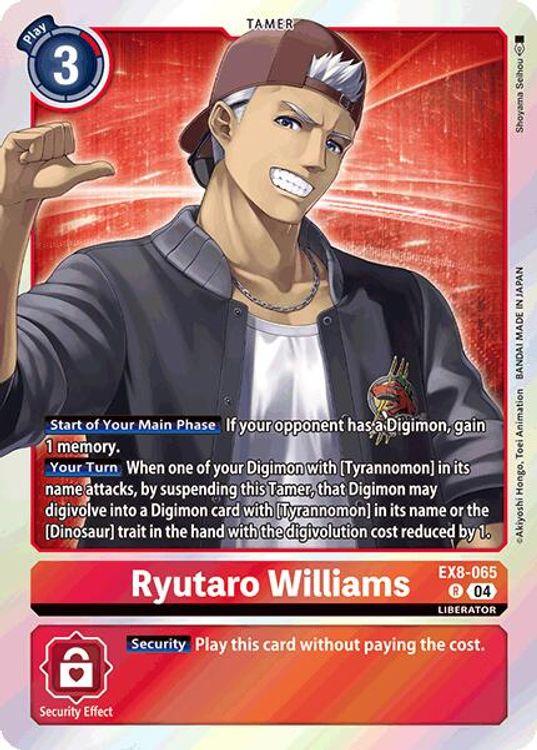 TAMER
Play
3
Shoyama Seihou
Start of Your Main Phase If your opponent has a Digimon, gain
1 memory.
Your Turn When one of your Digimon with [Tyrannomon] in its
name attacks, by suspending this Tamer, that Digimon may
digivolve into a Digimon card with [Tyrannomon] in its name or the
[Dinosaur] trait in the hand with the digivolution cost reduced by 1.
©Akiyoshi Hongo, Toei Animation BANDAI MADE IN JAPAN
Ryutaro Williams
EX8-065
R 04
LIBERATOR
Security Play this card without paying the cost.
Security Effect